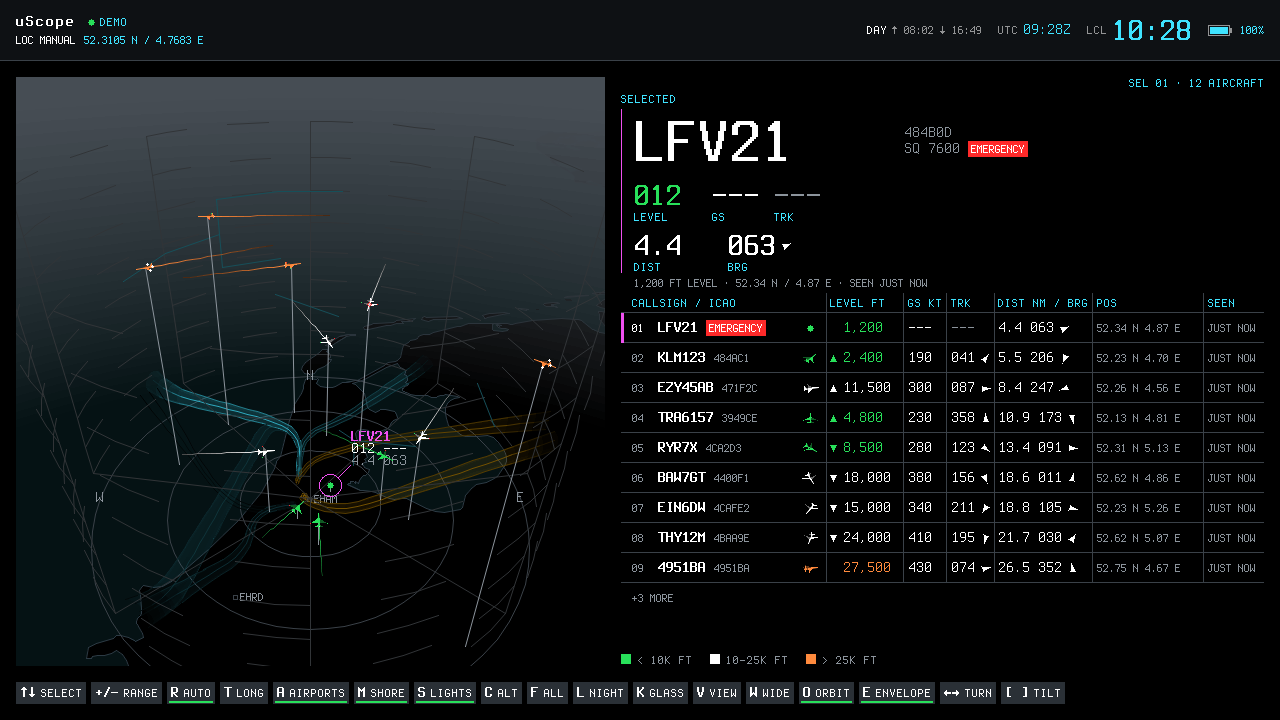 uScope DEMO
LOC MANUAL 52.3105 N / 4.7683 E
DAY ↑ 08:02 ↓ 16:49 UTC 09:28Z LCL 10:28 100%
SEL 01 · 12 AIRCRAFT
SELECTED
LFV21
484B0D
SQ 7600 EMERGENCY
012 --- ---
LEVEL GS TRK
4.4 063
DIST BRG
1,200 FT LEVEL · 52.34 N / 4.87 E · SEEN JUST NOW
CALLSIGN / ICAO LEVEL FT GS KT TRK DIST NM / BRG POS SEEN
01 LFV21 EMERGENCY 1,200 --- --- 4.4 063 52.34 N 4.87 E JUST NOW
02 KLM123 484AC1 ▲ 2,400 190 041 5.5 206 52.23 N 4.70 E JUST NOW
03 EZY45AB 471F2C ▲ 11,500 300 087 8.4 247 52.26 N 4.56 E JUST NOW
04 TRA6157 3949CE ▲ 4,800 230 358 10.9 173 52.13 N 4.81 E JUST NOW
05 RYR7X 4CA2D3 ▼ 8,500 280 123 13.4 091 52.31 N 5.13 E JUST NOW
06 BAW7GT 4400F1 ▼ 18,000 380 156 18.6 011 52.62 N 4.86 E JUST NOW
07 EIN6DW 4CAFE2 ▼ 15,000 340 211 18.8 105 52.23 N 5.26 E JUST NOW
08 THY12M 4BAA9E ▼ 24,000 410 195 21.7 030 52.62 N 5.07 E JUST NOW
09 4951BA 4951BA 27,500 430 074 26.5 352 52.75 N 4.67 E JUST NOW
+3 MORE
< 10K FT 10-25K FT > 25K FT
N
LFV21
012 ---
4.4 063
W
E
EHAM
EHRD
↑↓ SELECT +/- RANGE R AUTO T LONG A AIRPORTS M SHORE S LIGHTS C ALT F ALL L NIGHT K GLASS V VIEW W WIDE O ORBIT E ENVELOPE ←→ TURN [ ] TILT